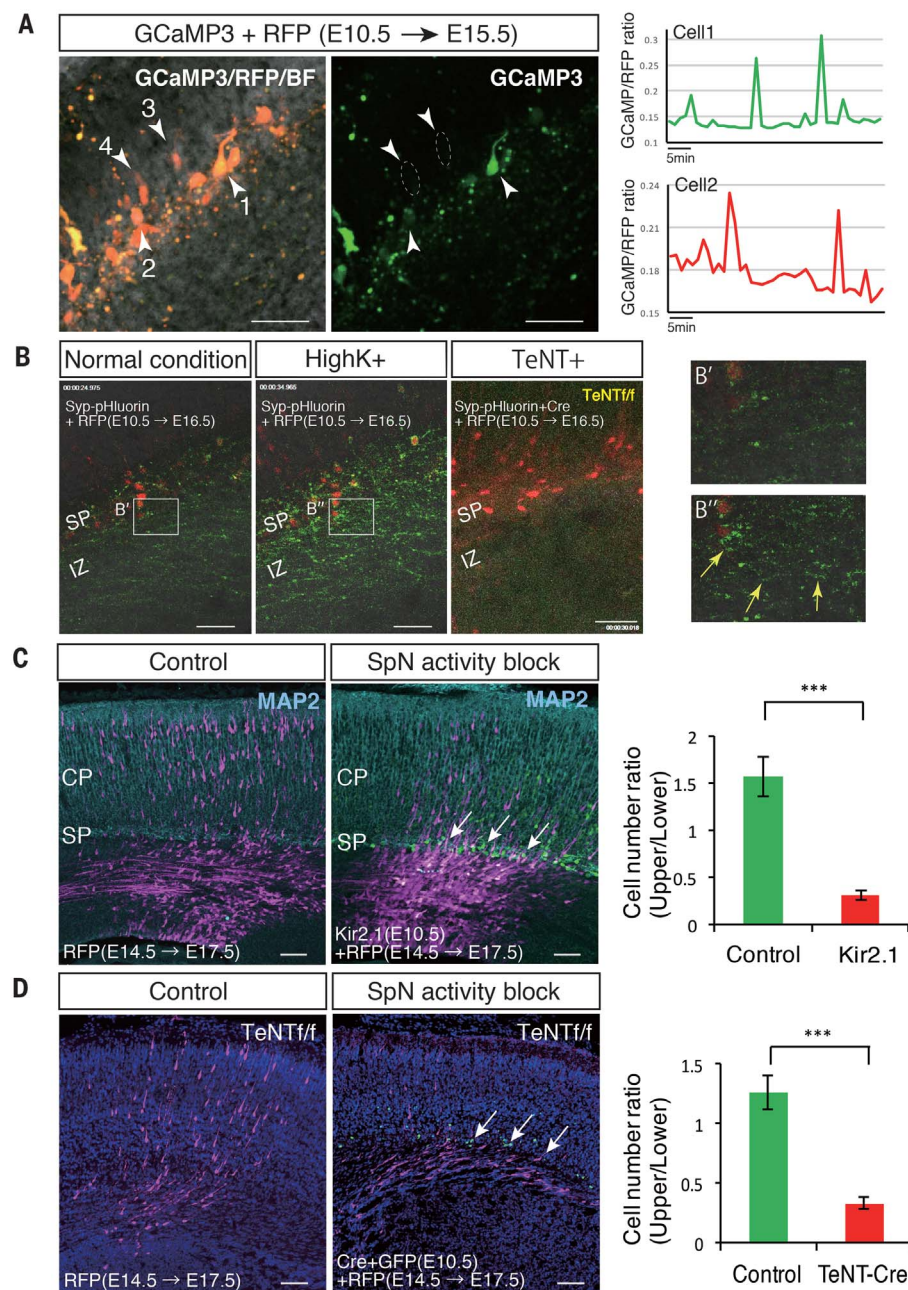 A
GCaMP3 + RFP (E10.5 → E15.5)
GCaMP3/RFP/BF
3
4
1
2
GCaMP3
GCaMP/RFP ratio
Cell1
0.3
0.25
0.2
0.15
0.1
5min
GCaMP/RFP ratio
Cell2
0.24
0.21
0.18
0.15
5min
B
Normal condition
HighK+
TeNT+
00:00:24.975
Syp-pHluorin
+ RFP(E10.5 → E16.5)
SP
B'
IZ
00:00:34.965
Syp-pHluorin
+ RFP(E10.5 → E16.5)
SP
B''
IZ
TeNTf/f
Syp-pHluorin+Cre
+ RFP(E10.5 → E16.5)
00:00:30.018
B'
B''
C
Control
SpN activity block
MAP2
CP
SP
RFP(E14.5 → E17.5)
MAP2
SP
Kir2.1(E10.5)
+RFP(E14.5 → E17.5)
Cell number ratio
(Upper/Lower)
***
2
1.5
1
0.5
0
Control
Kir2.1
D
Control
SpN activity block
TeNTf/f
RFP(E14.5 → E17.5)
TeNTf/f
Cre+GFP(E10.5)
+RFP(E14.5 → E17.5)
Cell number ratio
(Upper/Lower)
***
1.5
1
0.5
0
Control
TeNT-Cre